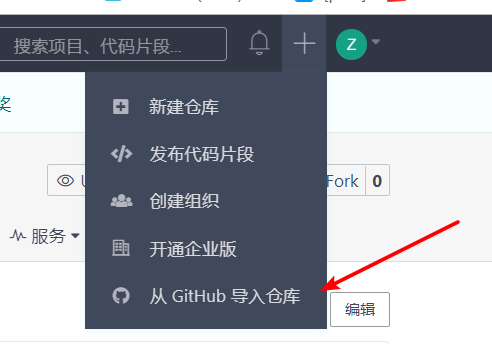 搜索项目、代码片段...
Z
奖
新建仓库
发布代码片段
Fork 0
创建组织
服务
开通企业版
从 GitHub 导入仓库
编辑